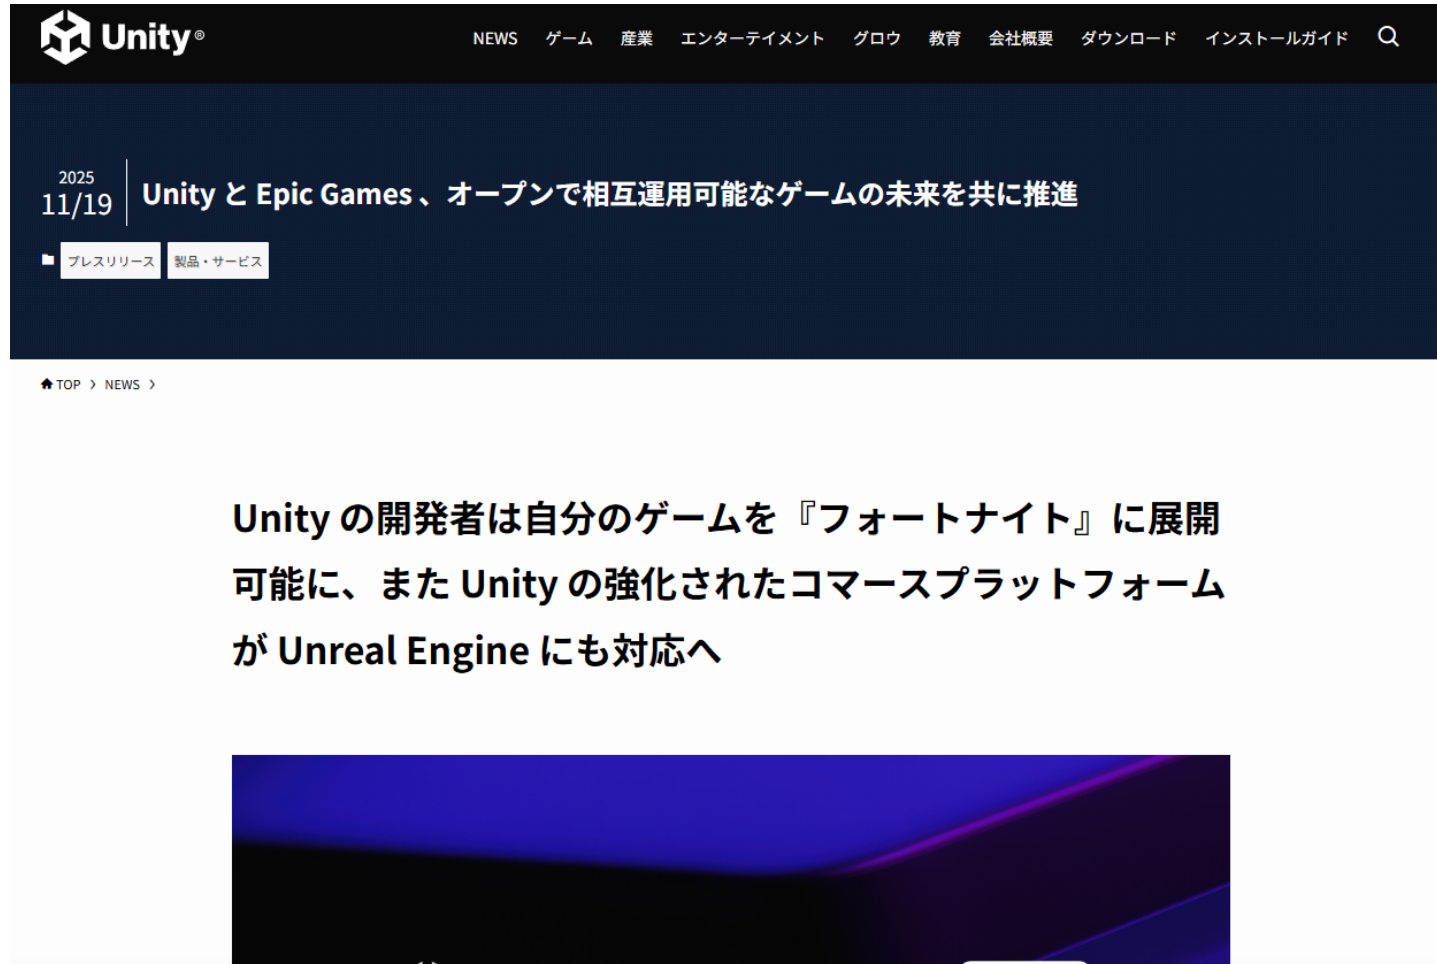 Unity®
NEWS ゲーム 産業 エンターテイメント グロウ 教育 会社概要 ダウンロード インストールガイド
2025
11/19
Unity と Epic Games 、オープンで相互運用可能なゲームの未来を共に推進
プレスリリース 製品・サービス
TOP 〉 NEWS 〉
Unity の開発者は自分のゲームを『フォートナイト』に展開
可能に、また Unity の強化されたコマースプラットフォーム
が Unreal Engine にも対応へ